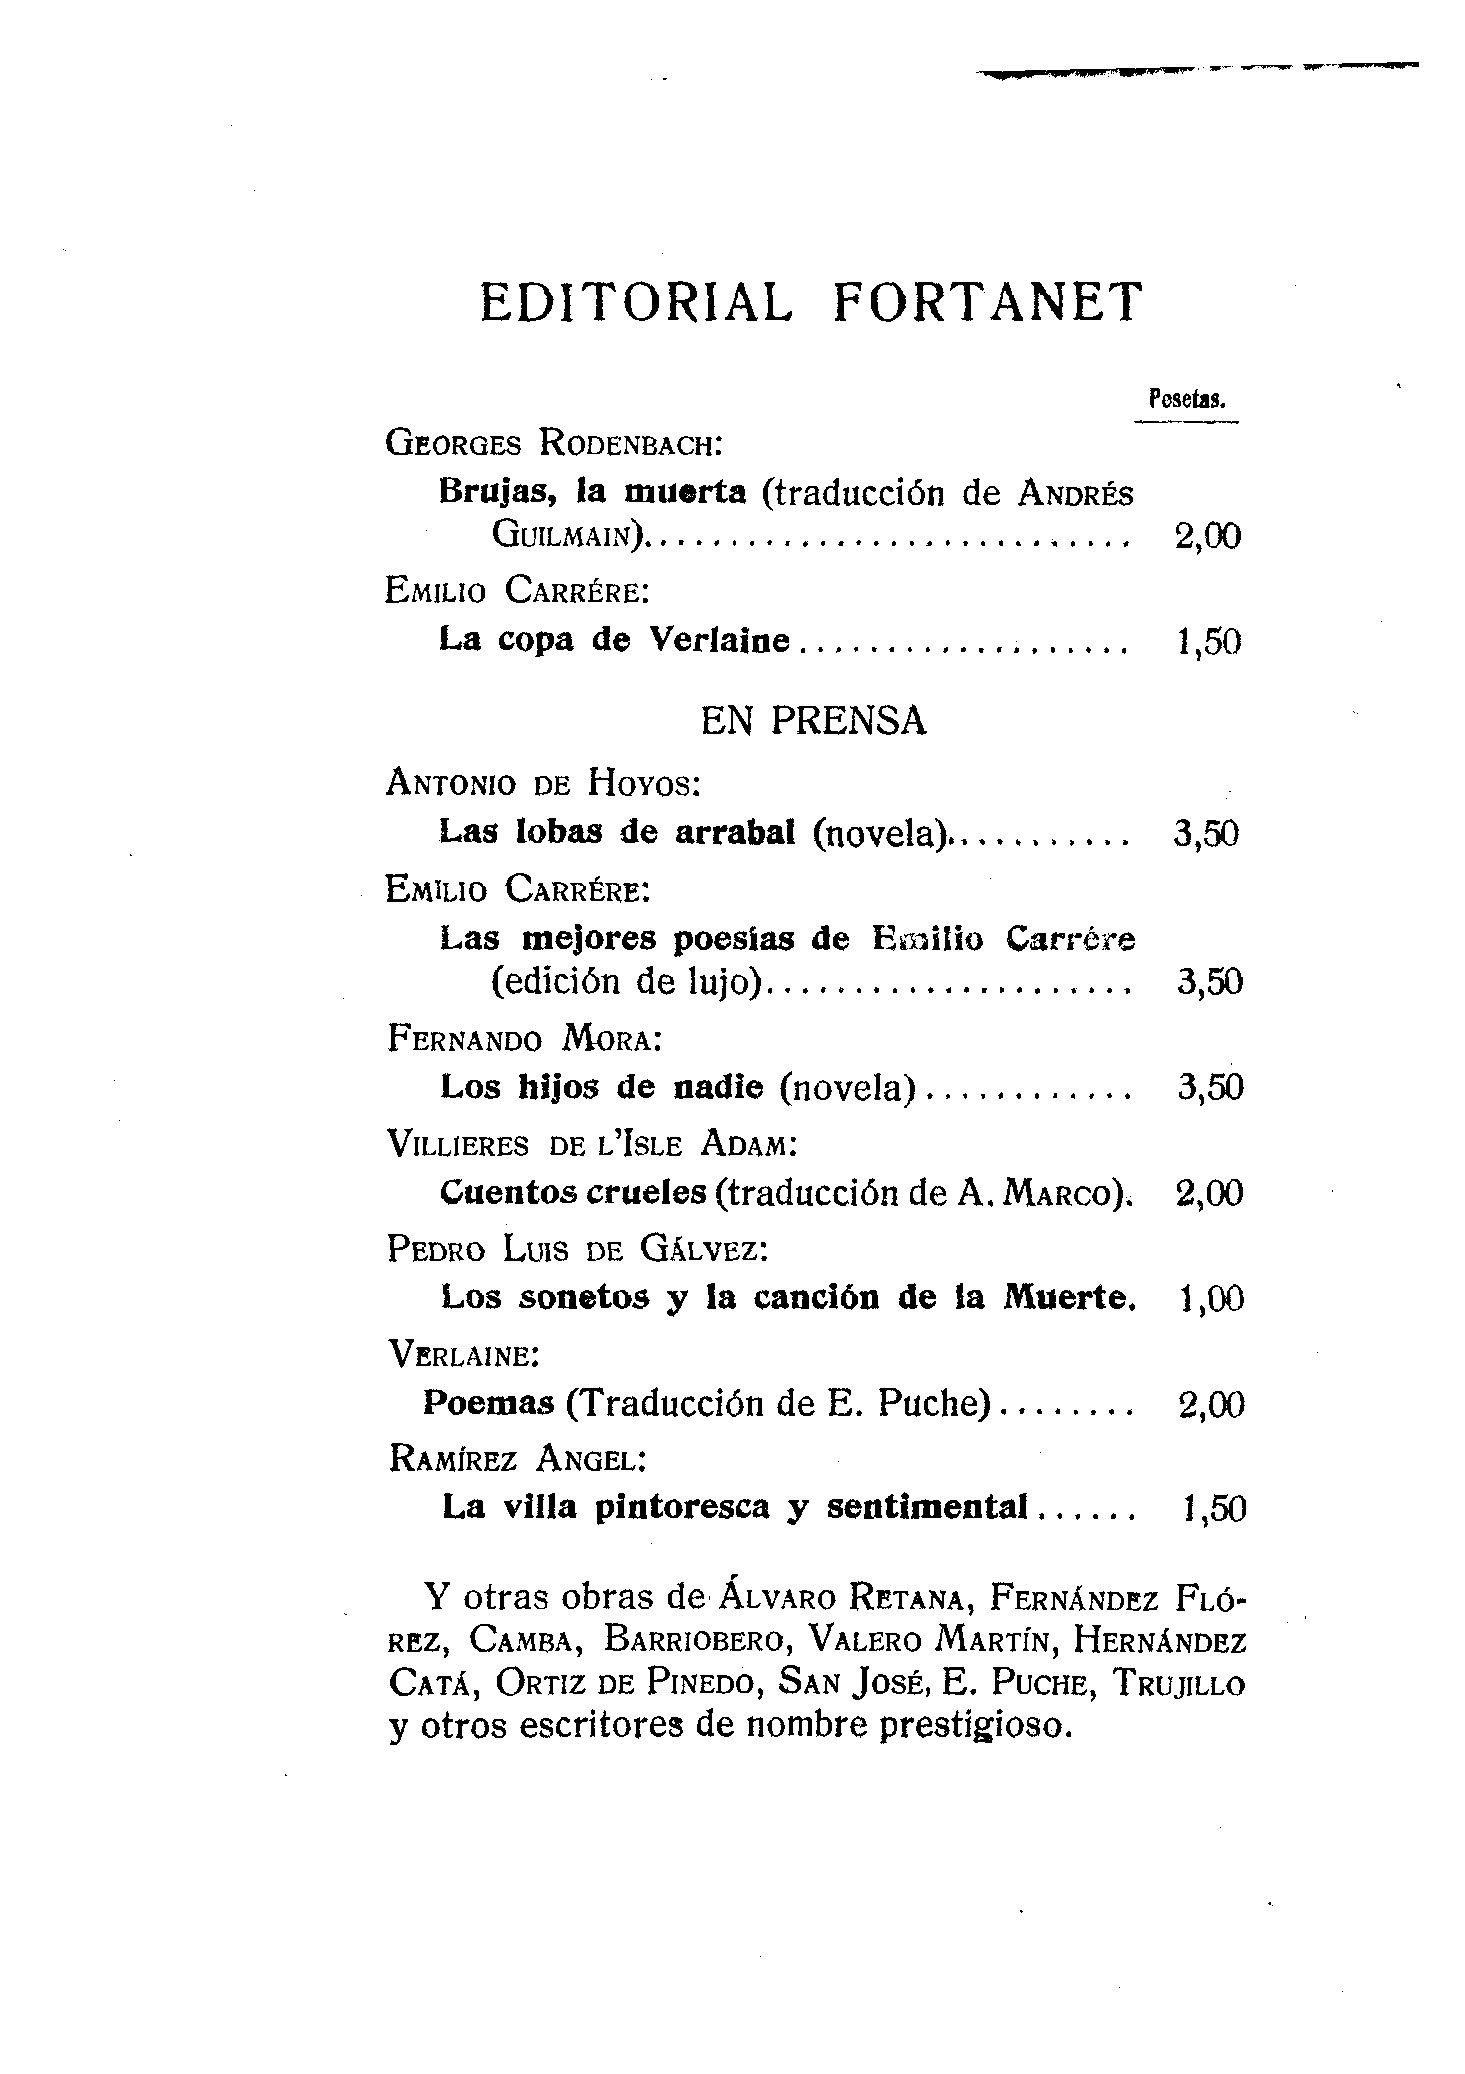 EDITORIAL FORTANET
Pesetas.
GEORGES RODENBACH:
Brujas, la muerta (traducción de ANDRÉS
GUILMAIN)............................ 2,00
EMILIO CARRÉRE:
La copa de Verlaine................... 1,50
EN PRENSA
ANTONIO DE HOYOS:
Las lobas de arrabal (novela)........... 3,50
EMILIO CARRÉRE:
Las mejores poesías de Emilio Carrére
(edición de lujo)..................... 3,50
FERNANDO MORA:
Los hijos de nadie (novela)............ 3,50
VILLIERES DE L'ISLE ADAM:
Cuentos crueles (traducción de A. MARCO). 2,00
PEDRO LUIS DE GÁLVEZ:
Los sonetos y la canción de la Muerte. 1,00
VERLAINE:
Poemas (Traducción de E. Puche)........ 2,00
RAMÍREZ ANGEL:
La villa pintoresca y sentimental...... 1,50
Y otras obras de ÁLVARO RETANA, FERNÁNDEZ FLÓ-
REZ, CAMBA, BARRIOBERO, VALERO MARTÍN, HERNÁNDEZ
CATÁ, ORTIZ DE PINEDO, SAN JOSÉ, E. PUCHE, TRUJILLO
y otros escritores de nombre prestigioso.